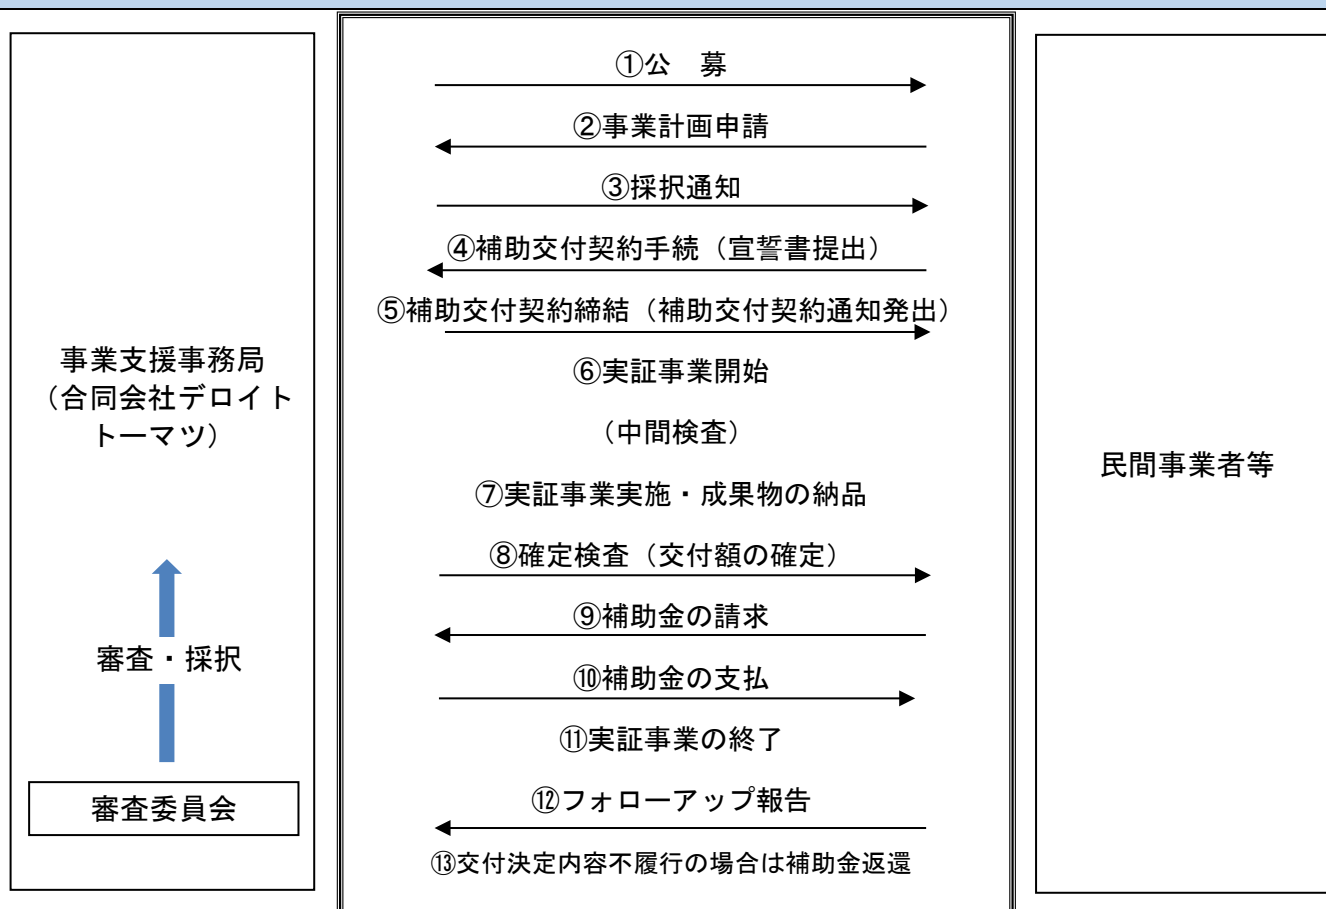 事業支援事務局
（合同会社デロイト
トーマツ）
審査・採択
審査委員会
①公　募
②事業計画申請
③採択通知
④補助交付契約手続（宣誓書提出）
⑤補助交付契約締結（補助交付契約通知発出）
⑥実証事業開始
（中間検査）
⑦実証事業実施・成果物の納品
⑧確定検査（交付額の確定）
⑨補助金の請求
⑩補助金の支払
⑪実証事業の終了
⑫フォローアップ報告
⑬交付決定内容不履行の場合は補助金返還
民間事業者等